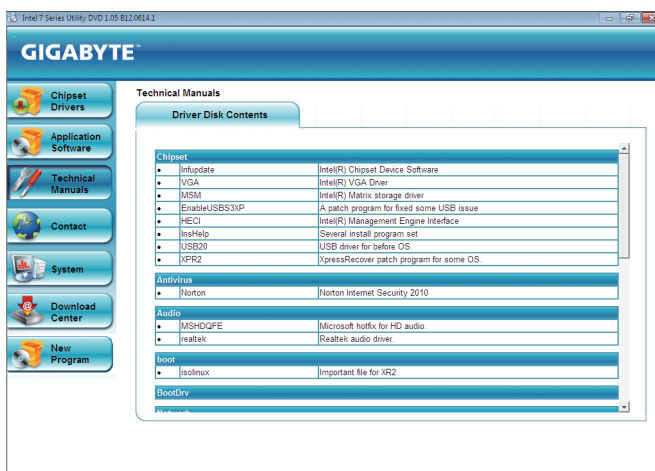 Intel 7 Series Utility DVD 1.05 B12.0614.1
GIGABYTE™
Chipset
Drivers
Application
Software
Technical
Manuals
Contact
System
Download
Center
New
Program
Technical Manuals
Driver Disk Contents
Chipset
• Infupdate Intel(R) Chipset Device Software
• VGA Intel(R) VGA Drver
• MSM Intel(R) Matrix storage driver
• EnableUSBS3XP A patch program for fixed some USB issue
• HECI Intel(R) Management Engine Interface
• InsHelp Several install program set
• USB20 USB driver for before OS.
• XPR2 XpressRecover patch program for some OS.
Antivirus
• Norton Norton Internet Security 2010
Audio
• MSHDQFE Microsoft hotfix for HD audio.
• realtek Realtek audio driver.
boot
• isolinux Important file for XR2.
BootDrv